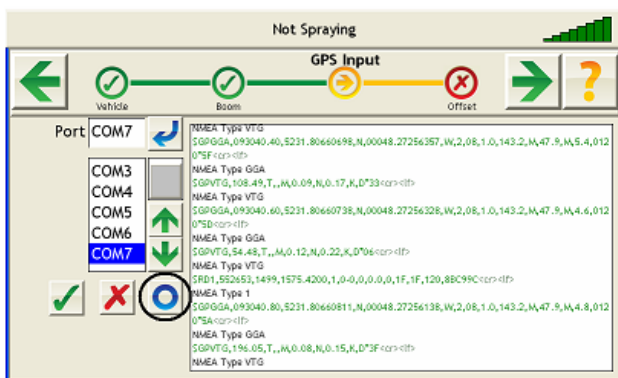 Not Spraying
GPS Input
Vehicle
Boom
Offset
Port COM7
COM3
COM4
COM5
COM6
COM7
NMEA Type VTG
$GPGGA,093040.40,5231.80660698,N,00048.27256357,W,2,08,1.0,143.2,M,47.9,M,5.4,012
0*5F<cr><lf>
NMEA Type GGA
$GPVTG,108.49,T,,M,0.09,N,0.17,K,D*33<cr><lf>
NMEA Type VTG
$GPGGA,093040.60,5231.80660738,N,00048.27256328,W,2,08,1.0,143.2,M,47.9,M,4.6,012
0*5D<cr><lf>
NMEA Type GGA
$GPVTG,54.48,T,,M,0.12,N,0.22,K,D*06<cr><lf>
NMEA Type VTG
$RD1,552653,1499,1575.4200,1,0-0,0,0.0,0,1F,1F,120,8BC99C<cr><lf>
NMEA Type 1
$GPGGA,093040.80,5231.80660811,N,00048.27256138,W,2,08,1.0,143.2,M,47.9,M,4.8,012
0*5A<cr><lf>
NMEA Type GGA
$GPVTG,196.05,T,,M,0.08,N,0.15,K,D*3F<cr><lf>
NMEA Type VTG